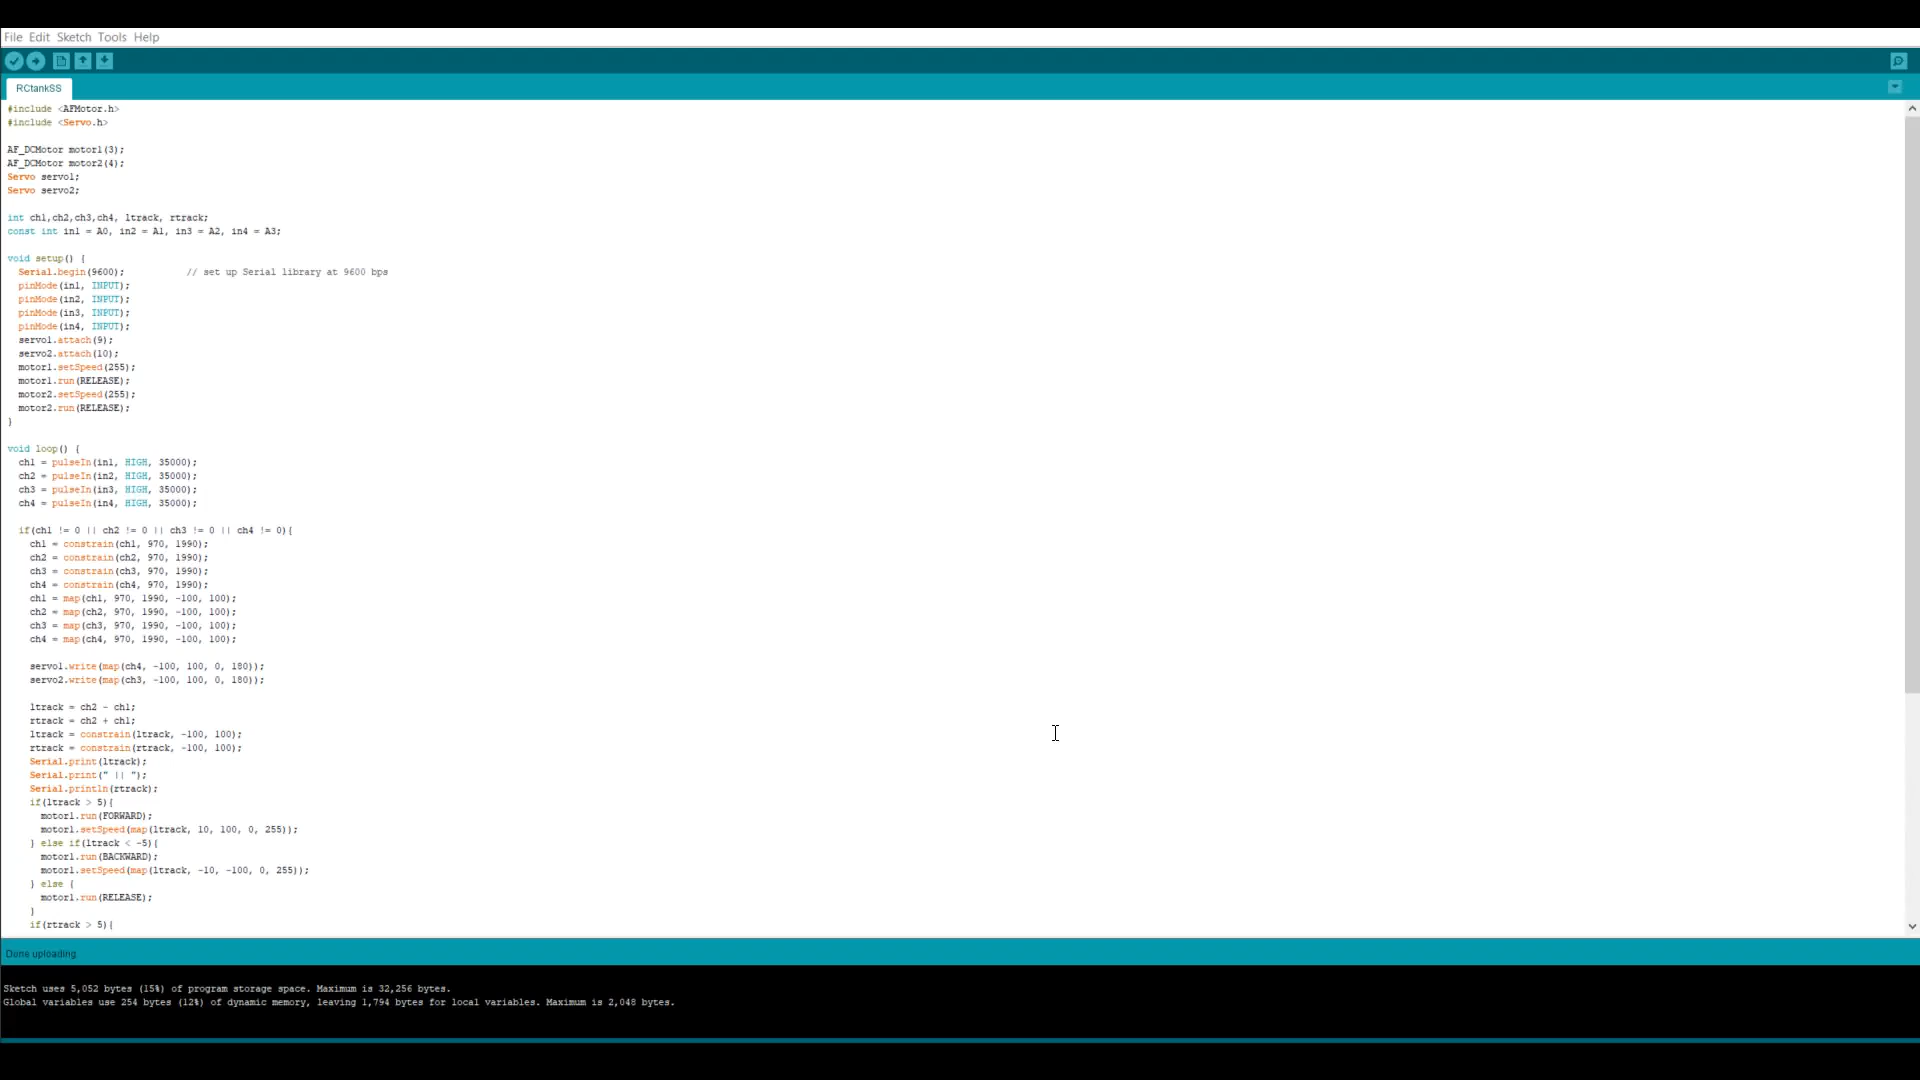 File Edit Sketch Tools Help
RCtankSS
#include <AFMotor.h>
#include <Servo.h>
AF_DCMotor motor1(3);
AF_DCMotor motor2(4);
Servo servo1;
Servo servo2;
int ch1,ch2,ch3,ch4, ltrack, rtrack;
const int in1 = A0, in2 = A1, in3 = A2, in4 = A3;
void setup() {
Serial.begin(9600); // set up Serial library at 9600 bps
pinMode(in1, INPUT);
pinMode(in2, INPUT);
pinMode(in3, INPUT);
pinMode(in4, INPUT);
servo1.attach(9);
servo2.attach(10);
motor1.setSpeed(255);
motor1.run(RELEASE);
motor2.setSpeed(255);
motor2.run(RELEASE);
}
void loop() {
ch1 = pulseIn(in1, HIGH, 35000);
ch2 = pulseIn(in2, HIGH, 35000);
ch3 = pulseIn(in3, HIGH, 35000);
ch4 = pulseIn(in4, HIGH, 35000);
if(ch1 != 0 || ch2 != 0 || ch3 != 0 || ch4 != 0){
ch1 = constrain(ch1, 970, 1990);
ch2 = constrain(ch2, 970, 1990);
ch3 = constrain(ch3, 970, 1990);
ch4 = constrain(ch4, 970, 1990);
ch1 = map(ch1, 970, 1990, -100, 100);
ch2 = map(ch2, 970, 1990, -100, 100);
ch3 = map(ch3, 970, 1990, -100, 100);
ch4 = map(ch4, 970, 1990, -100, 100);
servo1.write(map(ch4, -100, 100, 0, 180));
servo2.write(map(ch3, -100, 100, 0, 180));
ltrack = ch2 - ch1;
rtrack = ch2 + ch1;
ltrack = constrain(ltrack, -100, 100);
rtrack = constrain(rtrack, -100, 100);
Serial.print(ltrack);
Serial.print(" || ");
Serial.println(rtrack);
if(ltrack > 5){
motor1.run(FORWARD);
motor1.setSpeed(map(ltrack, 10, 100, 0, 255));
} else if(ltrack < -5){
motor1.run(BACKWARD);
motor1.setSpeed(map(ltrack, -10, -100, 0, 255));
} else {
motor1.run(RELEASE);
}
if(rtrack > 5){
Done uploading.
Sketch uses 5,052 bytes (15%) of program storage space. Maximum is 32,256 bytes.
Global variables use 254 bytes (12%) of dynamic memory, leaving 1,794 bytes for local variables. Maximum is 2,048 bytes.